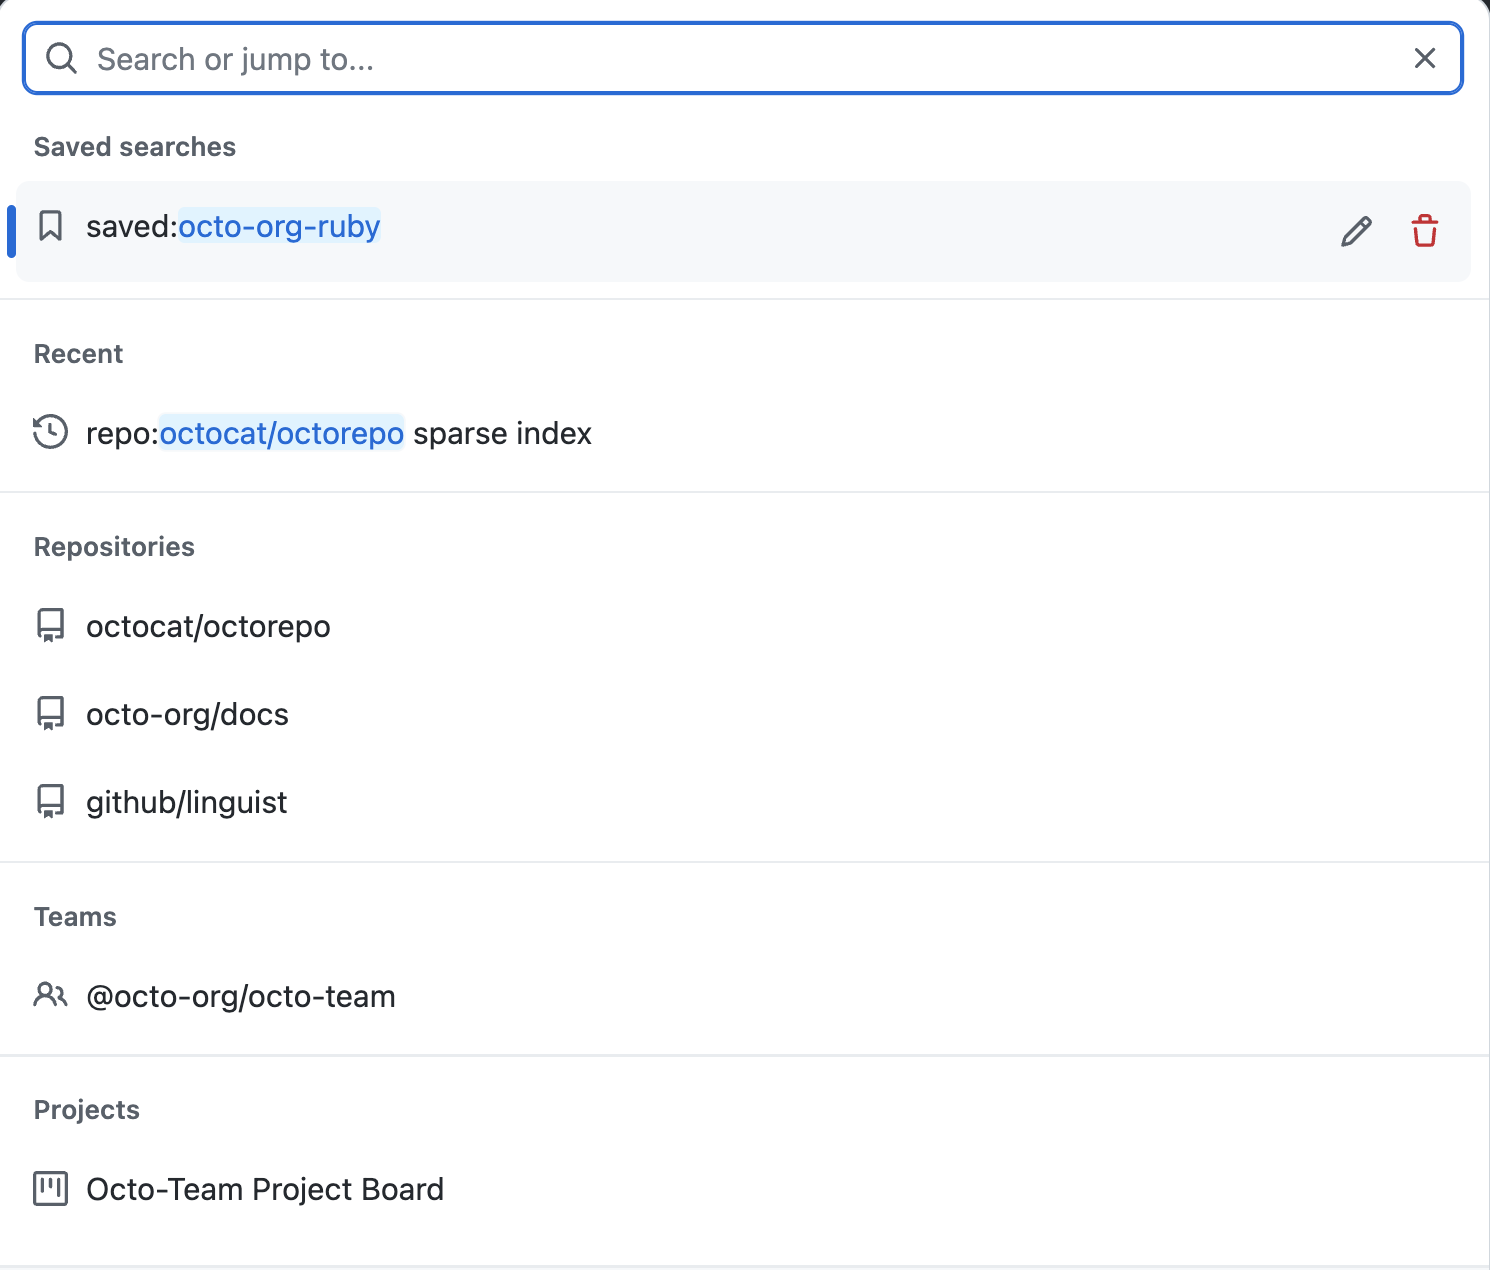 Search or jump to...
Saved searches
saved:octo-org-ruby
Recent
repo:octocat/octorepo sparse index
Repositories
octocat/octorepo
octo-org/docs
github/linguist
Teams
@octo-org/octo-team
Projects
Octo-Team Project Board